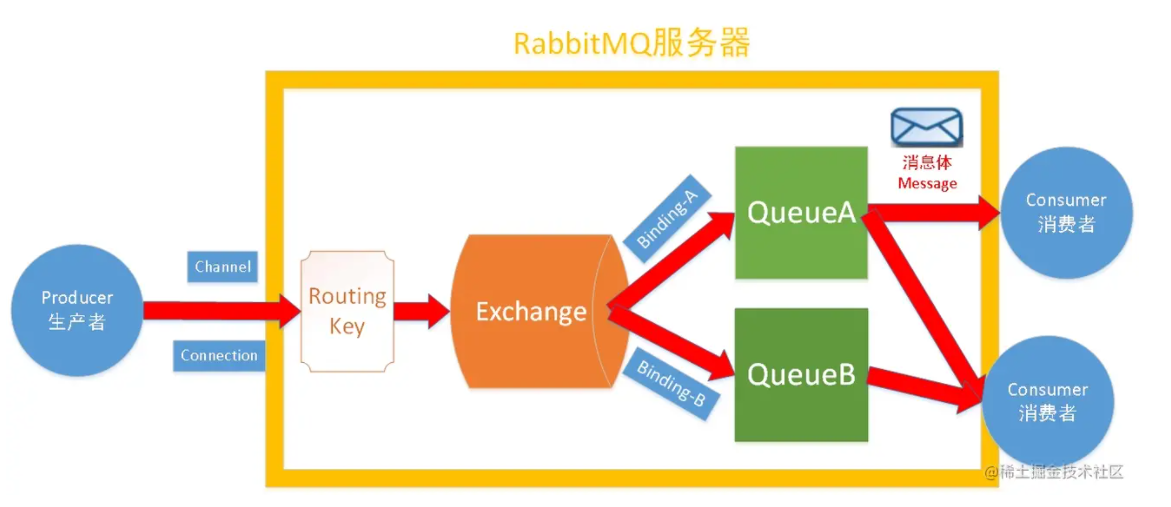 RabbitMQ服务器
消息体
Message
Producer
生产者
Channel
Connection
Routing
Key
Exchange
Binding-A
Binding-B
QueueA
QueueB
Consumer
消费者
Consumer
消费者
@稀土掘金技术社区